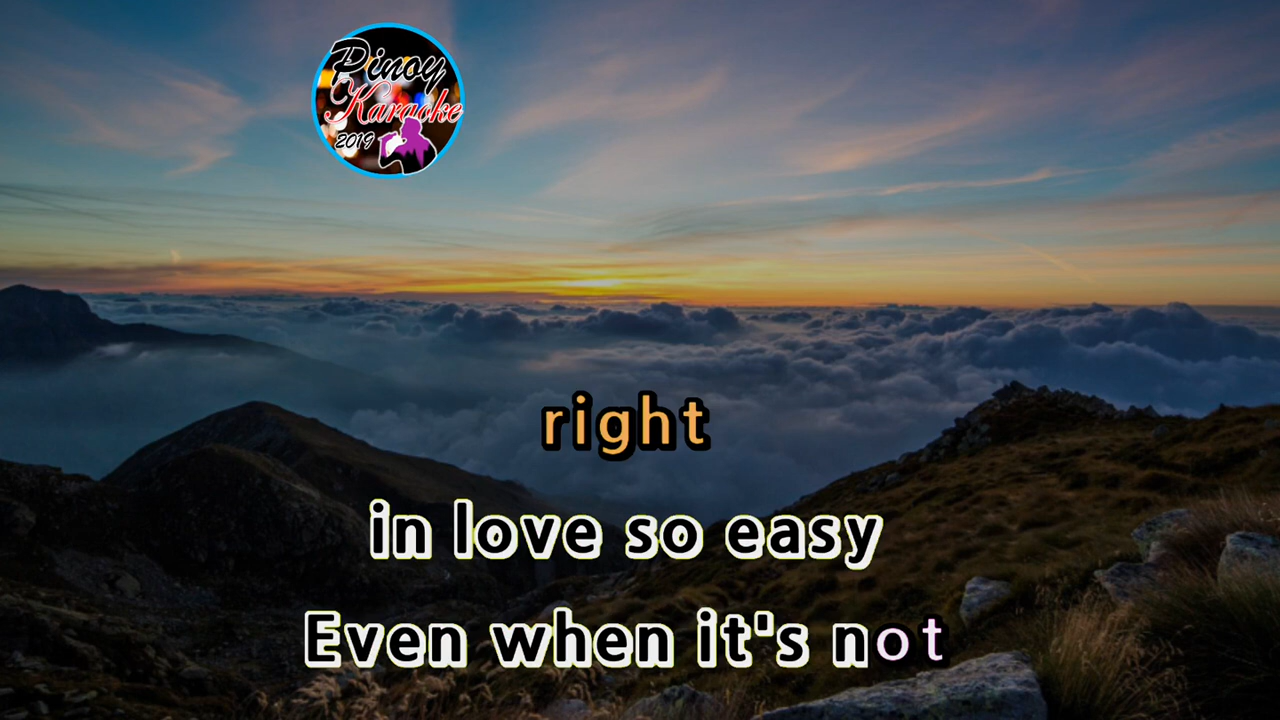 Pinoy
Karaoke
2019
right
in love so easy
Even when it's not